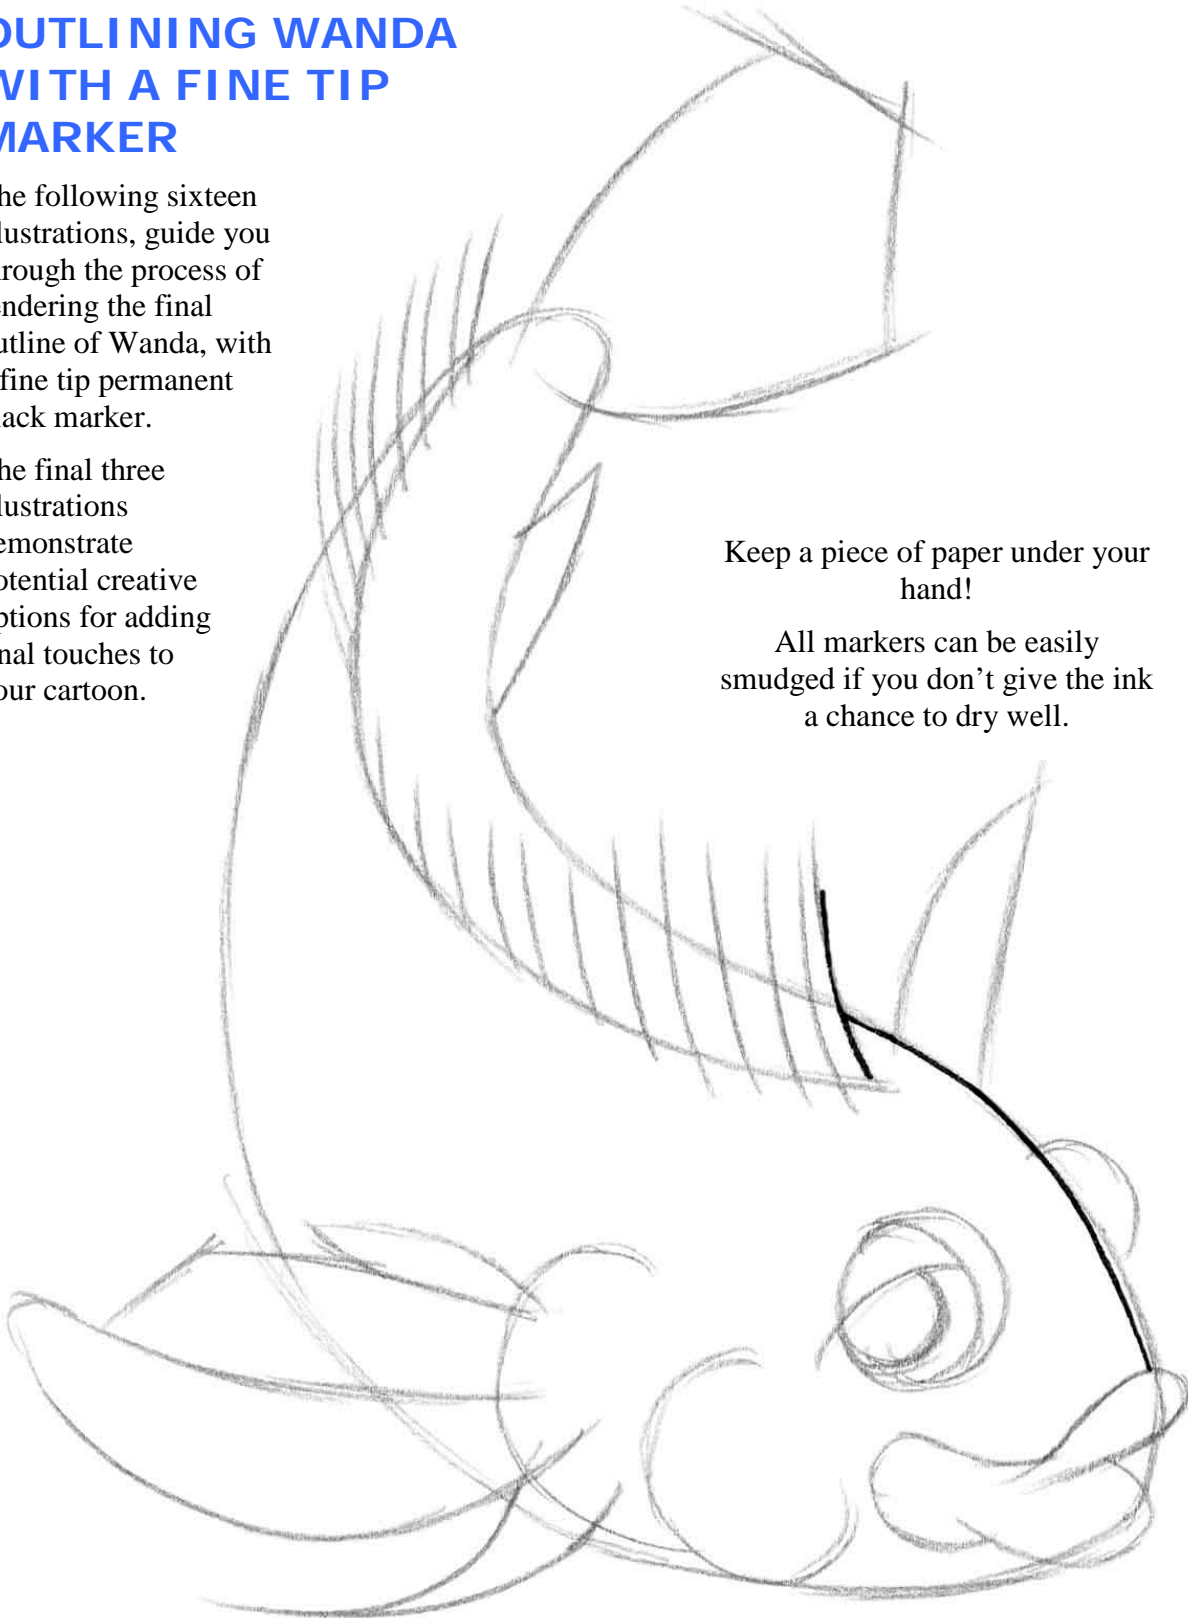 OUTLINING WANDA
WITH A FINE TIP
MARKER
he following sixteen
lustrations, guide you
hrough the process of
endering the final
utline of Wanda, with
fine tip permanent
lack marker.
he final three
lustrations
emonstrate
otential creative
ptions for adding
nal touches to
our cartoon.
Keep a piece of paper under your
hand!
All markers can be easily
smudged if you don’t give the ink
a chance to dry well.